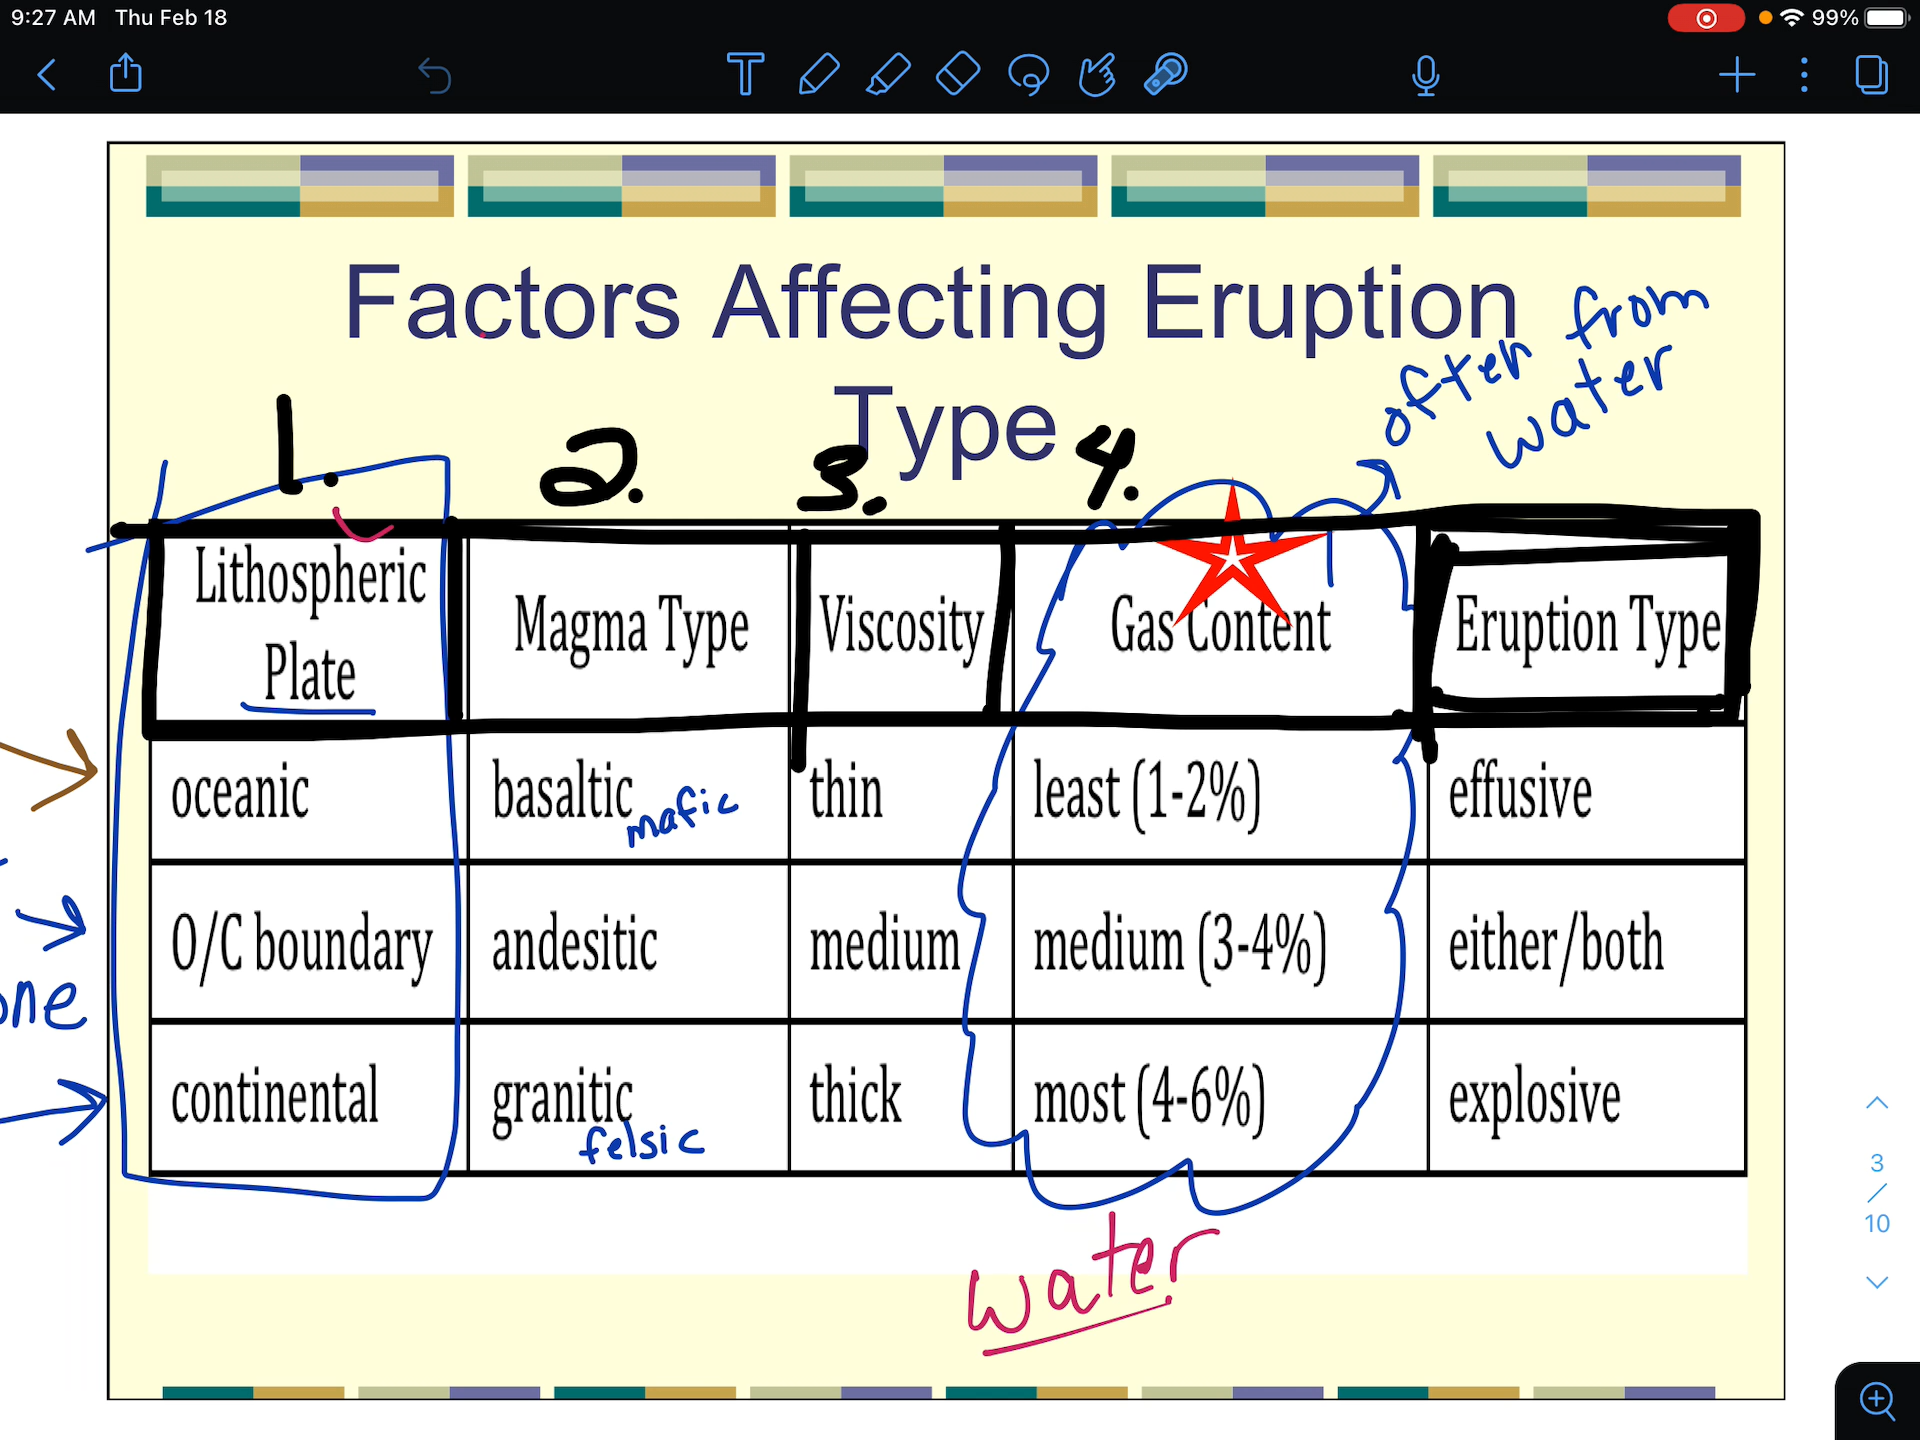 9:27 AM Thu Feb 18
99%
Factors Affecting Eruption
Type
often from
water
1. 2. 3. 4.
Lithospheric
Plate
Magma Type
Viscosity
Gas Content
Eruption Type
oceanic basaltic thin least (1-2%) effusive
mafic
O/C boundary andesitic medium medium (3-4%) either/both
one
continental granitic thick most (4-6%) explosive
felsic
water
3
/
10